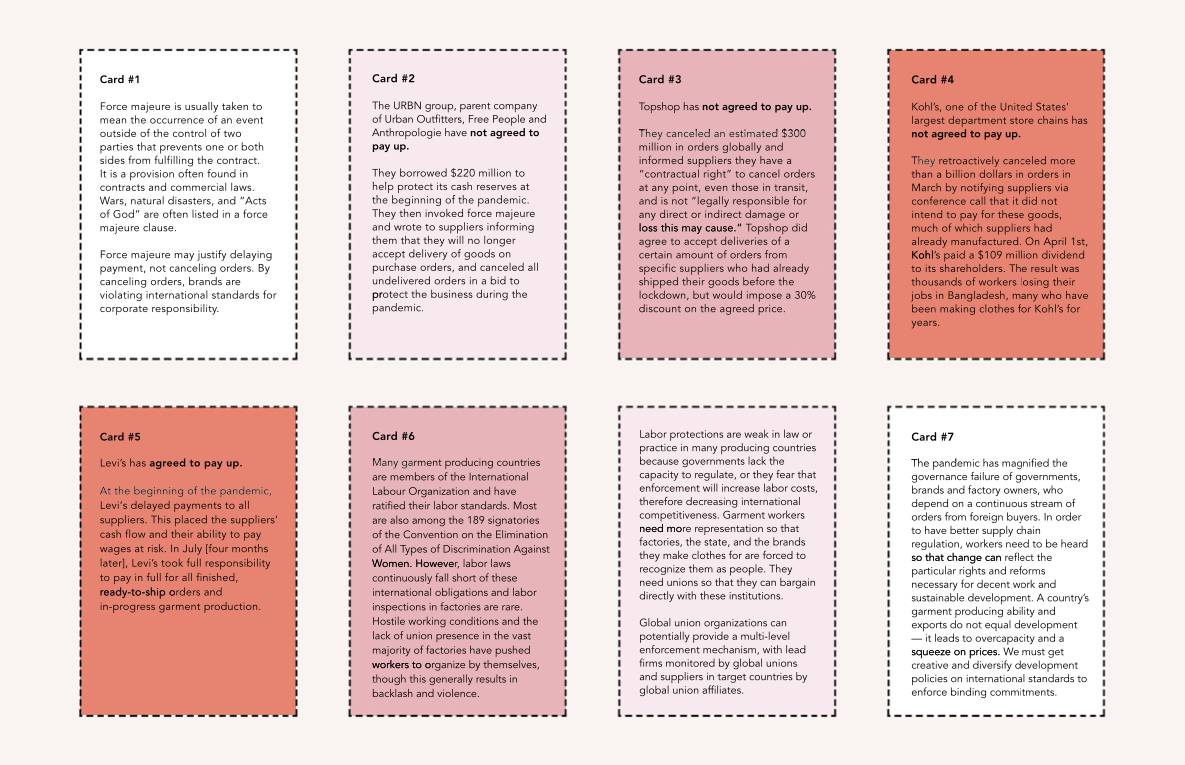 Card #1
Force majeure is usually taken to
mean the occurrence of an event
outside of the control of two
parties that prevents one or both
sides from fulfilling the contract.
It is a provision often found in
contracts and commercial laws.
Wars, natural disasters, and “Acts
of God” are often listed in a force
majeure clause.
Force majeure may justify delaying
payment, not canceling orders. By
canceling orders, brands are
violating international standards for
corporate responsibility.
Card #2
The URBN group, parent company
of Urban Outfitters, Free People and
Anthropologie have not agreed to
pay up.
They borrowed $220 million to
help protect its cash reserves at
the beginning of the pandemic.
They then invoked force majeure
and wrote to suppliers informing
them that they will no longer
accept delivery of goods on
purchase orders, and canceled all
undelivered orders in a bid to
protect the business during the
pandemic.
Card #3
Topshop has not agreed to pay up.
They canceled an estimated $300
million in orders globally and
informed suppliers they have a
“contractual right” to cancel orders
at any point, even those in transit,
and is not “legally responsible for
any direct or indirect damage or
loss this may cause.” Topshop did
agree to accept deliveries of a
certain amount of orders from
specific suppliers who had already
shipped their goods before the
lockdown, but would impose a 30%
discount on the agreed price.
Card #4
Kohl’s, one of the United States’
largest department store chains has
not agreed to pay up.
They retroactively canceled more
than a billion dollars in orders in
March by notifying suppliers via
conference call that it did not
intend to pay for these goods,
much of which suppliers had
already manufactured. On April 1st,
Kohl’s paid a $109 million dividend
to its shareholders. The result was
thousands of workers losing their
jobs in Bangladesh, many who have
been making clothes for Kohl’s for
years.
Card #5
Levi’s has agreed to pay up.
At the beginning of the pandemic,
Levi’s delayed payments to all
suppliers. This placed the suppliers’
cash flow and their ability to pay
wages at risk. In July [four months
later], Levi’s took full responsibility
to pay in full for all finished,
ready-to-ship orders and
in-progress garment production.
Card #6
Many garment producing countries
are members of the International
Labour Organization and have
ratified their labor standards. Most
are also among the 189 signatories
of the Convention on the Elimination
of All Types of Discrimination Against
Women. However, labor laws
continuously fall short of these
international obligations and labor
inspections in factories are rare.
Hostile working conditions and the
lack of union presence in the vast
majority of factories have pushed
workers to organize by themselves,
though this generally results in
backlash and violence.
Labor protections are weak in law or
practice in many producing countries
because governments lack the
capacity to regulate, or they fear that
enforcement will increase labor costs,
therefore decreasing international
competitiveness. Garment workers
need more representation so that
factories, the state, and the brands
they make clothes for are forced to
recognize them as people. They
need unions so that they can bargain
directly with these institutions.
Global union organizations can
potentially provide a multi-level
enforcement mechanism, with lead
firms monitored by global unions
and suppliers in target countries by
global union affiliates.
Card #7
The pandemic has magnified the
governance failure of governments,
brands and factory owners, who
depend on a continuous stream of
orders from foreign buyers. In order
to have better supply chain
regulation, workers need to be heard
so that change can reflect the
particular rights and reforms
necessary for decent work and
sustainable development. A country’s
garment producing ability and
exports do not equal development
— it leads to overcapacity and a
squeeze on prices. We must get
creative and diversify development
policies on international standards to
enforce binding commitments.